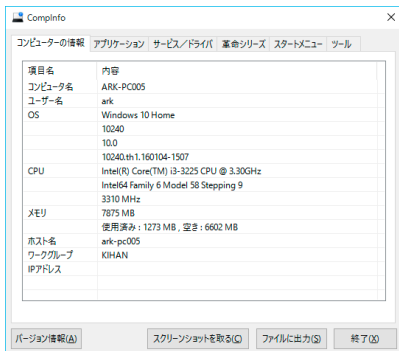 CompInfo
コンピューターの情報 アプリケーション サービス／ドライバ 革命シリーズ スタートメニュー ツール
項目名 内容
コンピュータ名 ARK-PC005
ユーザー名 ark
OS Windows 10 Home
10240
10.0
10240.th1.160104-1507
CPU Intel(R) Core(TM) i3-3225 CPU @ 3.30GHz
Intel64 Family 6 Model 58 Stepping 9
3310 MHz
メモリ 7875 MB
使用済み : 1273 MB , 空き : 6602 MB
ホスト名 ark-pc005
ワークグループ KIHAN
IPアドレス
バージョン情報(A) スクリーンショットを取る(C) ファイルに出力(S) 終了(X)